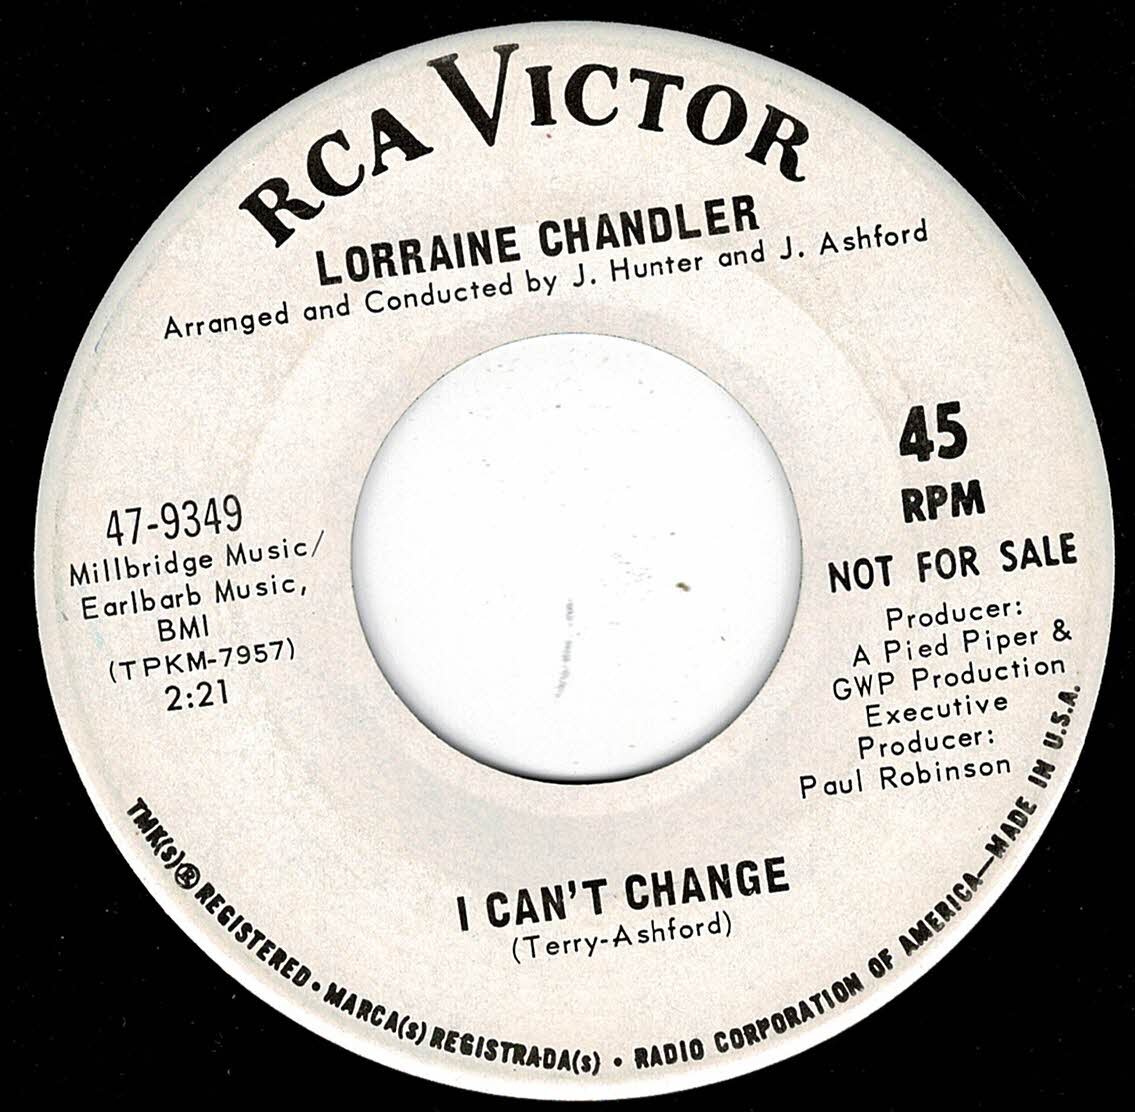 RCA VICTOR
LORRAINE CHANDLER
Arranged and Conducted by J. Hunter and J. Ashford
47-9349
Millbridge Music/
Earlbarb Music,
BMI
(TPKM-7957)
2:21
45
RPM
NOT FOR SALE
Producer:
A Pied Piper &
GWP Production
Executive
Producer:
Paul Robinson
I CAN'T CHANGE
(Terry-Ashford)
TMK(s)® REGISTERED • MARCA(s) REGISTRADA(s) • RADIO CORPORATION OF AMERICA—MADE IN U.S.A.